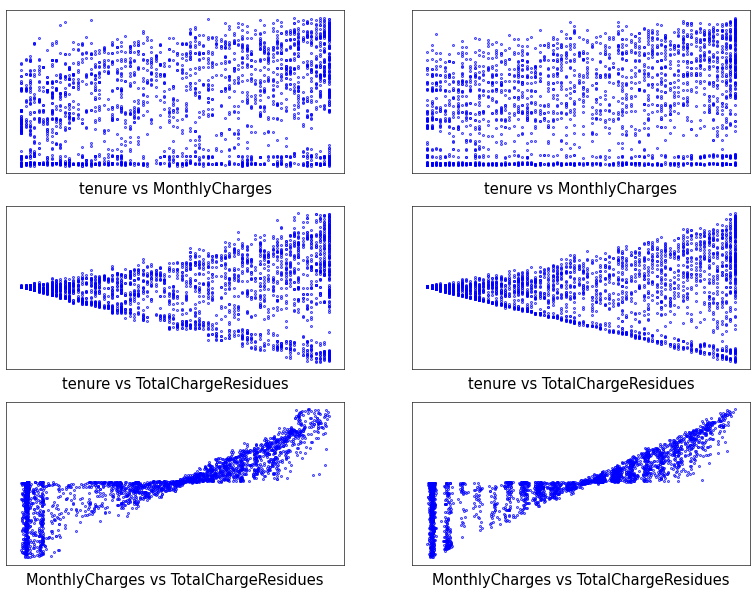 tenure vs MonthlyCharges
tenure vs MonthlyCharges
tenure vs TotalChargeResidues
tenure vs TotalChargeResidues
MonthlyCharges vs TotalChargeResidues
MonthlyCharges vs TotalChargeResidues